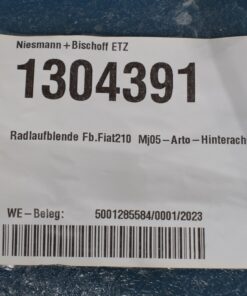 Niesmann+Bischoff ETZ
1304391
Radlaufblende Fb.Fiat210 Mj05-Arto-Hinterach
WE-Beleg: 5001285584/0001/2023